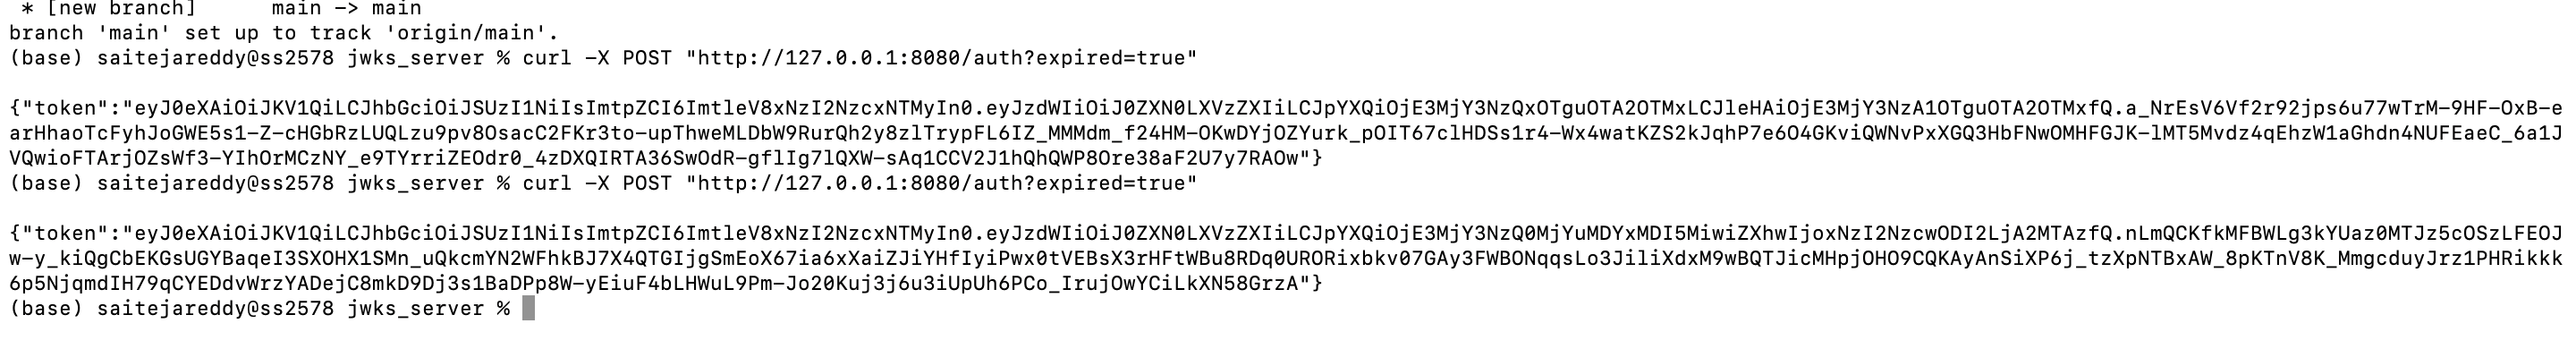 * [new branch]      main -> main
branch 'main' set up to track 'origin/main'.
(base) saitejareddy@ss2578 jwks_server % curl -X POST "http://127.0.0.1:8080/auth?expired=true"
{"token":"eyJ0eXAiOiJKV1QiLCJhbGciOiJSUzI1NiIsImtpZCI6ImtleV8xNzI2NzcxNTMyIn0.eyJzdWIiOiJ0ZXN0LXVzZXIiLCJpYXQiOjE3MjY3NzQxOTguOTA2OTMxLCJleHAiOjE3MjY3NzA1OTguOTA2OTMxfQ.a_NrEsV6Vf2r92jps6u77wTrM-9HF-OxB-e
arHhaoTcFyhJoGWE5s1-Z-cHGbRzLUQLzu9pv8OsacC2FKr3to-upThweMLDbW9RurQh2y8zlTrypFL6IZ_MMMdm_f24HM-OKwDYjOZYurk_pOIT67clHDSs1r4-Wx4watKZS2kJqhP7e6O4GKviQWNvPxXGQ3HbFNwOMHFGJK-lMT5Mvdz4qEhzW1aGhdn4NUFEaeC_6a1J
VQwioFTArjOZsWf3-YIhOrMCzNY_e9TYrriZEOdr0_4zDXQIRTA36SwOdR-gflIg7lQXW-sAq1CCV2J1hQhQWP8Ore38aF2U7y7RAOw"}
(base) saitejareddy@ss2578 jwks_server % curl -X POST "http://127.0.0.1:8080/auth?expired=true"
{"token":"eyJ0eXAiOiJKV1QiLCJhbGciOiJSUzI1NiIsImtpZCI6ImtleV8xNzI2NzcxNTMyIn0.eyJzdWIiOiJ0ZXN0LXVzZXIiLCJpYXQiOjE3MjY3NzQ0MjYuMDYxMDI5MiwiZXhwIjoxNzI2NzcwODI2LjA2MTAzfQ.nLmQCKfkMFBWLg3kYUaz0MTJz5cOSzLFEOJ
w-y_kiQgCbEKGsUGYBaqeI3SXOHX1SMn_uQkcmYN2WFhkBJ7X4QTGIjgSmEoX67ia6xXaiZJiYHfIyiPwx0tVEBsX3rHFtWBu8RDq0URORixbkv07GAy3FWBONqqsLo3JiliXdxM9wBQTJicMHpjOHO9CQKAyAnSiXP6j_tzXpNTBxAW_8pKTnV8K_MmgcduyJrz1PHRikkk
6p5NjqmdIH79qCYEDdvWrzYADejC8mkD9Dj3s1BaDPp8W-yEiuF4bLHWuL9Pm-Jo20Kuj3j6u3iUpUh6PCo_IrujOwYCiLkXN58GrzA"}
(base) saitejareddy@ss2578 jwks_server %